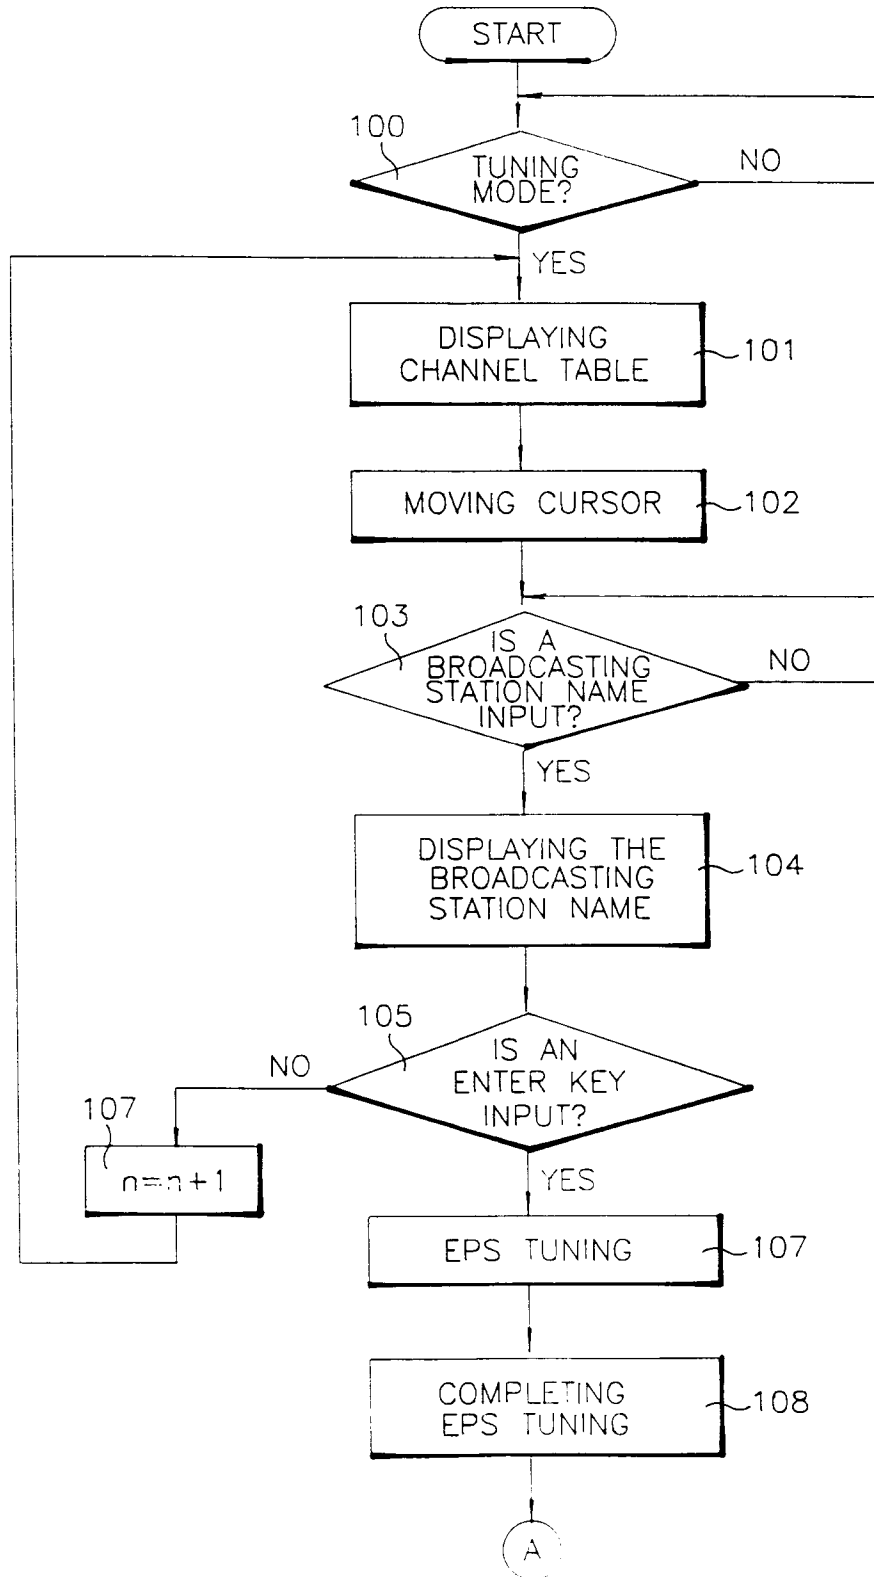 START
100
TUNING
MODE?
NO
YES
DISPLAYING
CHANNEL TABLE
101
MOVING CURSOR
102
103
IS A
BROADCASTING
STATION NAME
INPUT?
NO
YES
DISPLAYING THE
BROADCASTING
STATION NAME
104
105
IS AN
ENTER KEY
INPUT?
NO
107
n=n+1
YES
EPS TUNING
107
COMPLETING
EPS TUNING
108
A